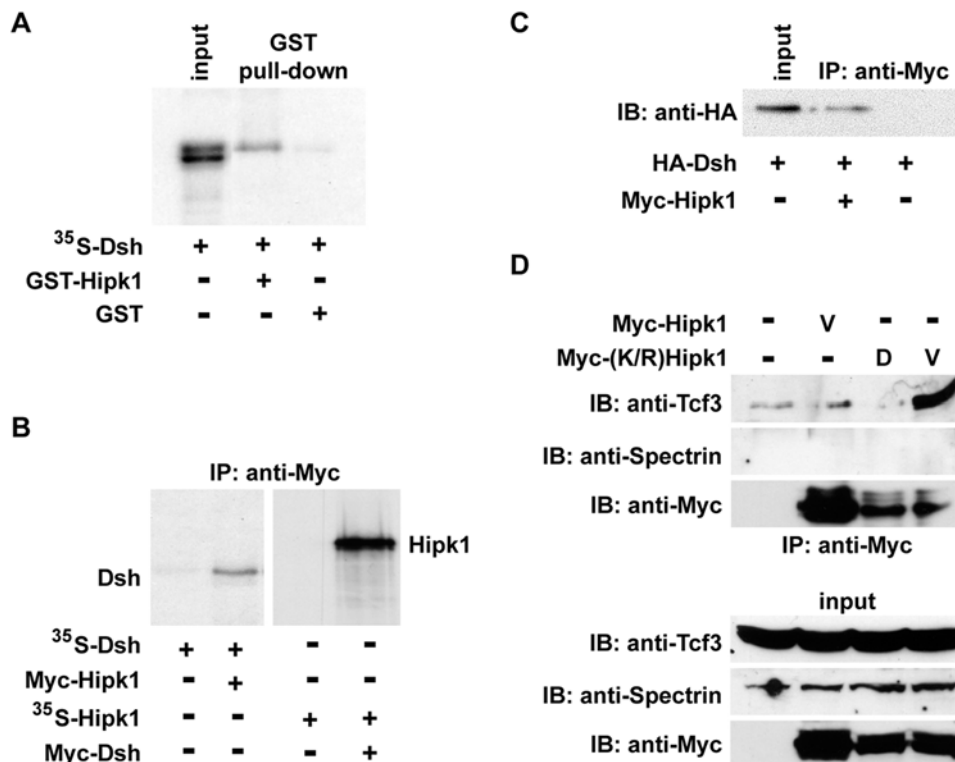 A
input
GST
pull-down
³⁵S-Dsh + + +
GST-Hipk1 - + -
GST - - +
B
IP: anti-Myc
Dsh
Hipk1
³⁵S-Dsh + + - -
Myc-Hipk1 - + - -
³⁵S-Hipk1 - - + +
Myc-Dsh - - - +
C
input
IP: anti-Myc
IB: anti-HA
HA-Dsh + + +
Myc-Hipk1 - + -
D
Myc-Hipk1 - V - -
Myc-(K/R)Hipk1 - - D V
IB: anti-Tcf3
IB: anti-Spectrin
IB: anti-Myc
IP: anti-Myc
input
IB: anti-Tcf3
IB: anti-Spectrin
IB: anti-Myc